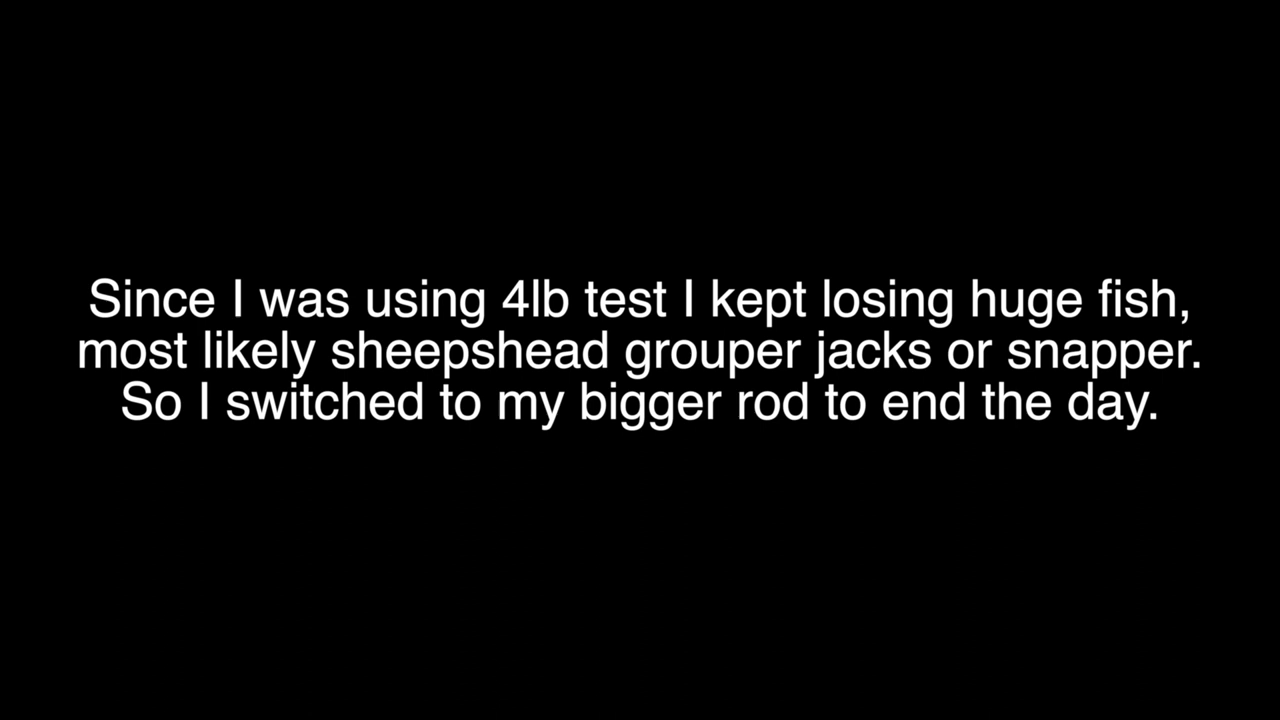 Since I was using 4lb test I kept losing huge fish,
most likely sheepshead grouper jacks or snapper.
So I switched to my bigger rod to end the day.